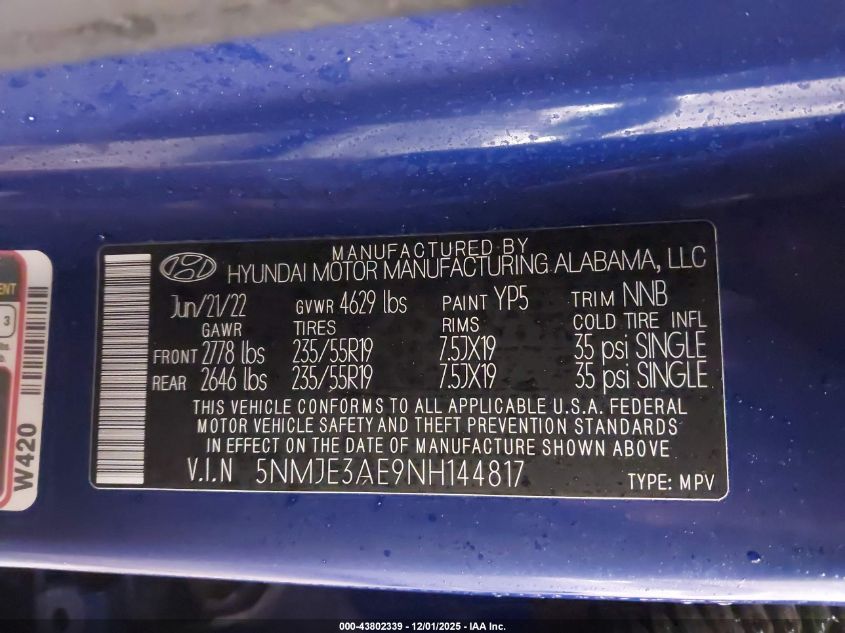 MANUFACTURED BY
HYUNDAI MOTOR MANUFACTURING ALABAMA, LLC
Jun/21/22 GVWR 4629 lbs PAINT YP5 TRIM NNB
GAWR TIRES RIMS COLD TIRE INFL
FRONT 2778 lbs 235/55R19 7.5JX19 35 psi SINGLE
REAR 2646 lbs 235/55R19 7.5JX19 35 psi SINGLE
THIS VEHICLE CONFORMS TO ALL APPLICABLE U.S.A. FEDERAL
MOTOR VEHICLE SAFETY AND THEFT PREVENTION STANDARDS
IN EFFECT ON THE DATE OF MANUFACTURE SHOWN ABOVE
V.I.N 5NMJE3AE9NH144817
TYPE: MPV
3
W420
000-43802339 - 12/01/2025 - IAA Inc.